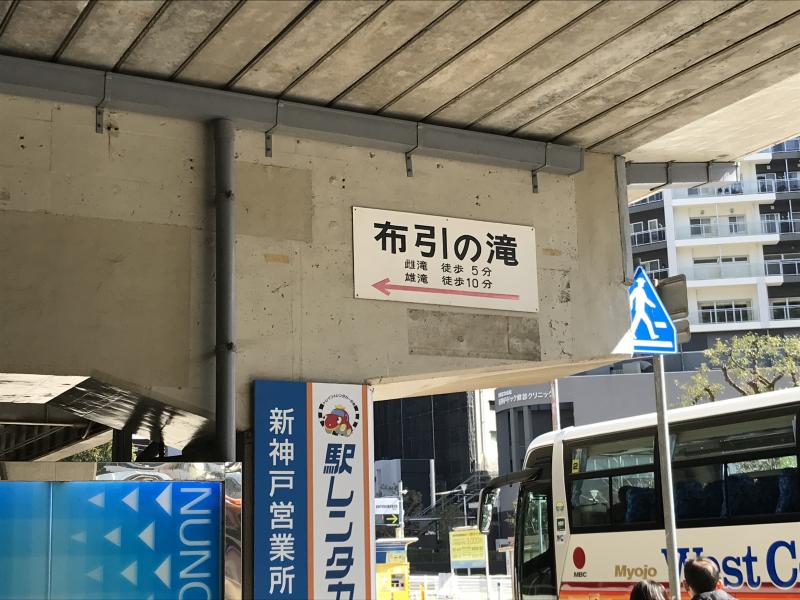 布引の滝
雌滝 徒歩 5分
雄滝 徒歩10分
新神戸営業所
駅レンタカ
NUNO
MBC
Myojo
West Co